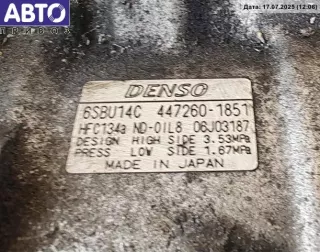 АВТО
Дата: 17.07.2025 (12:06)
DENSO
6SBU14C 447260-1851
HFC134a ND-OIL8 06J03187
DESIGN HIGH SIDE 3.53MPa
PRESS LOW SIDE 1.67MPa
MADE IN JAPAN